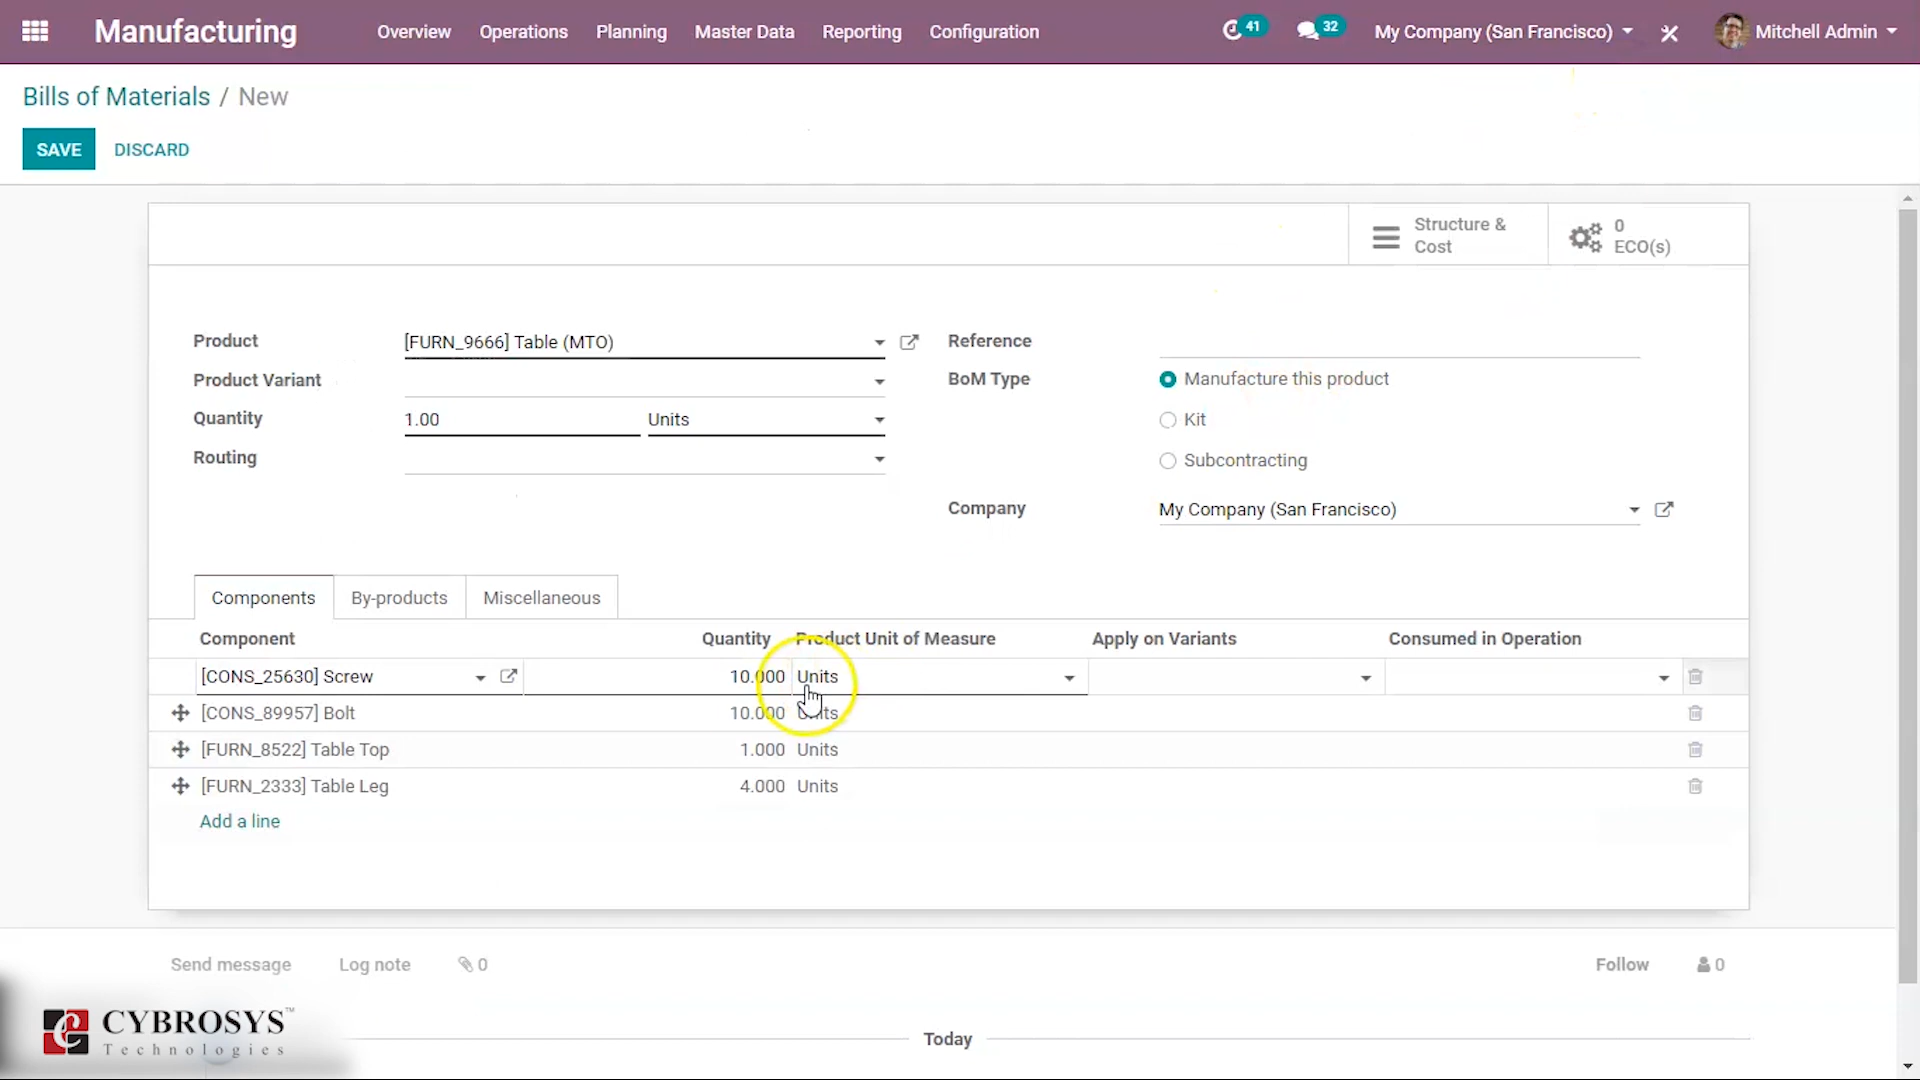 Manufacturing Overview Operations Planning Master Data Reporting Configuration 41 32 My Company (San Francisco) Mitchell Admin
Bills of Materials / New
SAVE DISCARD
Structure & Cost
0 ECO(s)
Product [FURN_9666] Table (MTO) Reference
Product Variant BoM Type Manufacture this product
Quantity 1.00 Units Kit
Routing Subcontracting
Company My Company (San Francisco)
Components By-products Miscellaneous
Component Quantity Product Unit of Measure Apply on Variants Consumed in Operation
[CONS_25630] Screw 10.000 Units
[CONS_89957] Bolt 10.000 Units
[FURN_8522] Table Top 1.000 Units
[FURN_2333] Table Leg 4.000 Units
Add a line
Send message Log note 0 Follow 0
CYBROSYS™
Technologies
Today